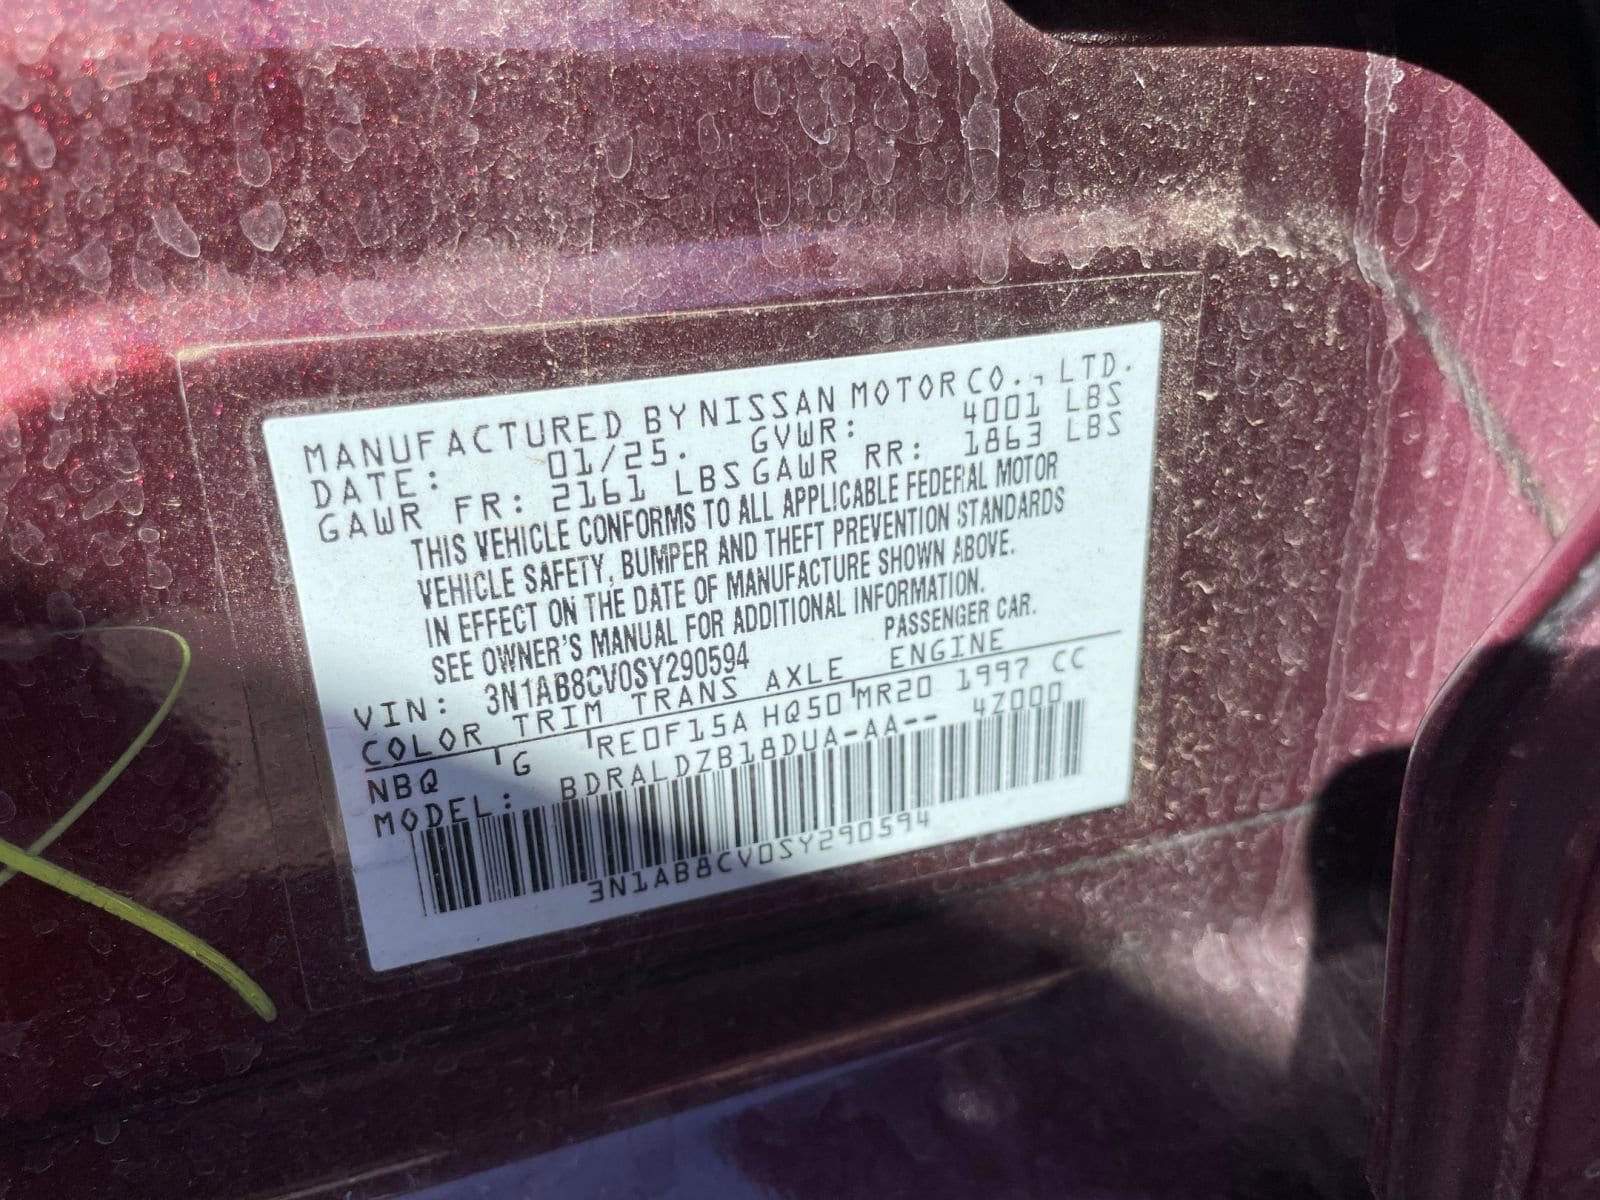 MANUFACTURED BY NISSAN MOTOR CO., LTD.
DATE: 01/25. GVWR: 4001 LBS
GAWR FR: 2161 LBS GAWR RR: 1863 LBS
THIS VEHICLE CONFORMS TO ALL APPLICABLE FEDERAL MOTOR
VEHICLE SAFETY, BUMPER AND THEFT PREVENTION STANDARDS
IN EFFECT ON THE DATE OF MANUFACTURE SHOWN ABOVE.
SEE OWNER'S MANUAL FOR ADDITIONAL INFORMATION.
VIN: 3N1AB8CV0SY290594 PASSENGER CAR.
COLOR TRIM TRANS AXLE ENGINE
NBQ G RE0F15A HQ50 MR20 1997 CC
MODEL: BDRALDZB18DUA-AA-- 4Z000
3N1AB8CV0SY290594